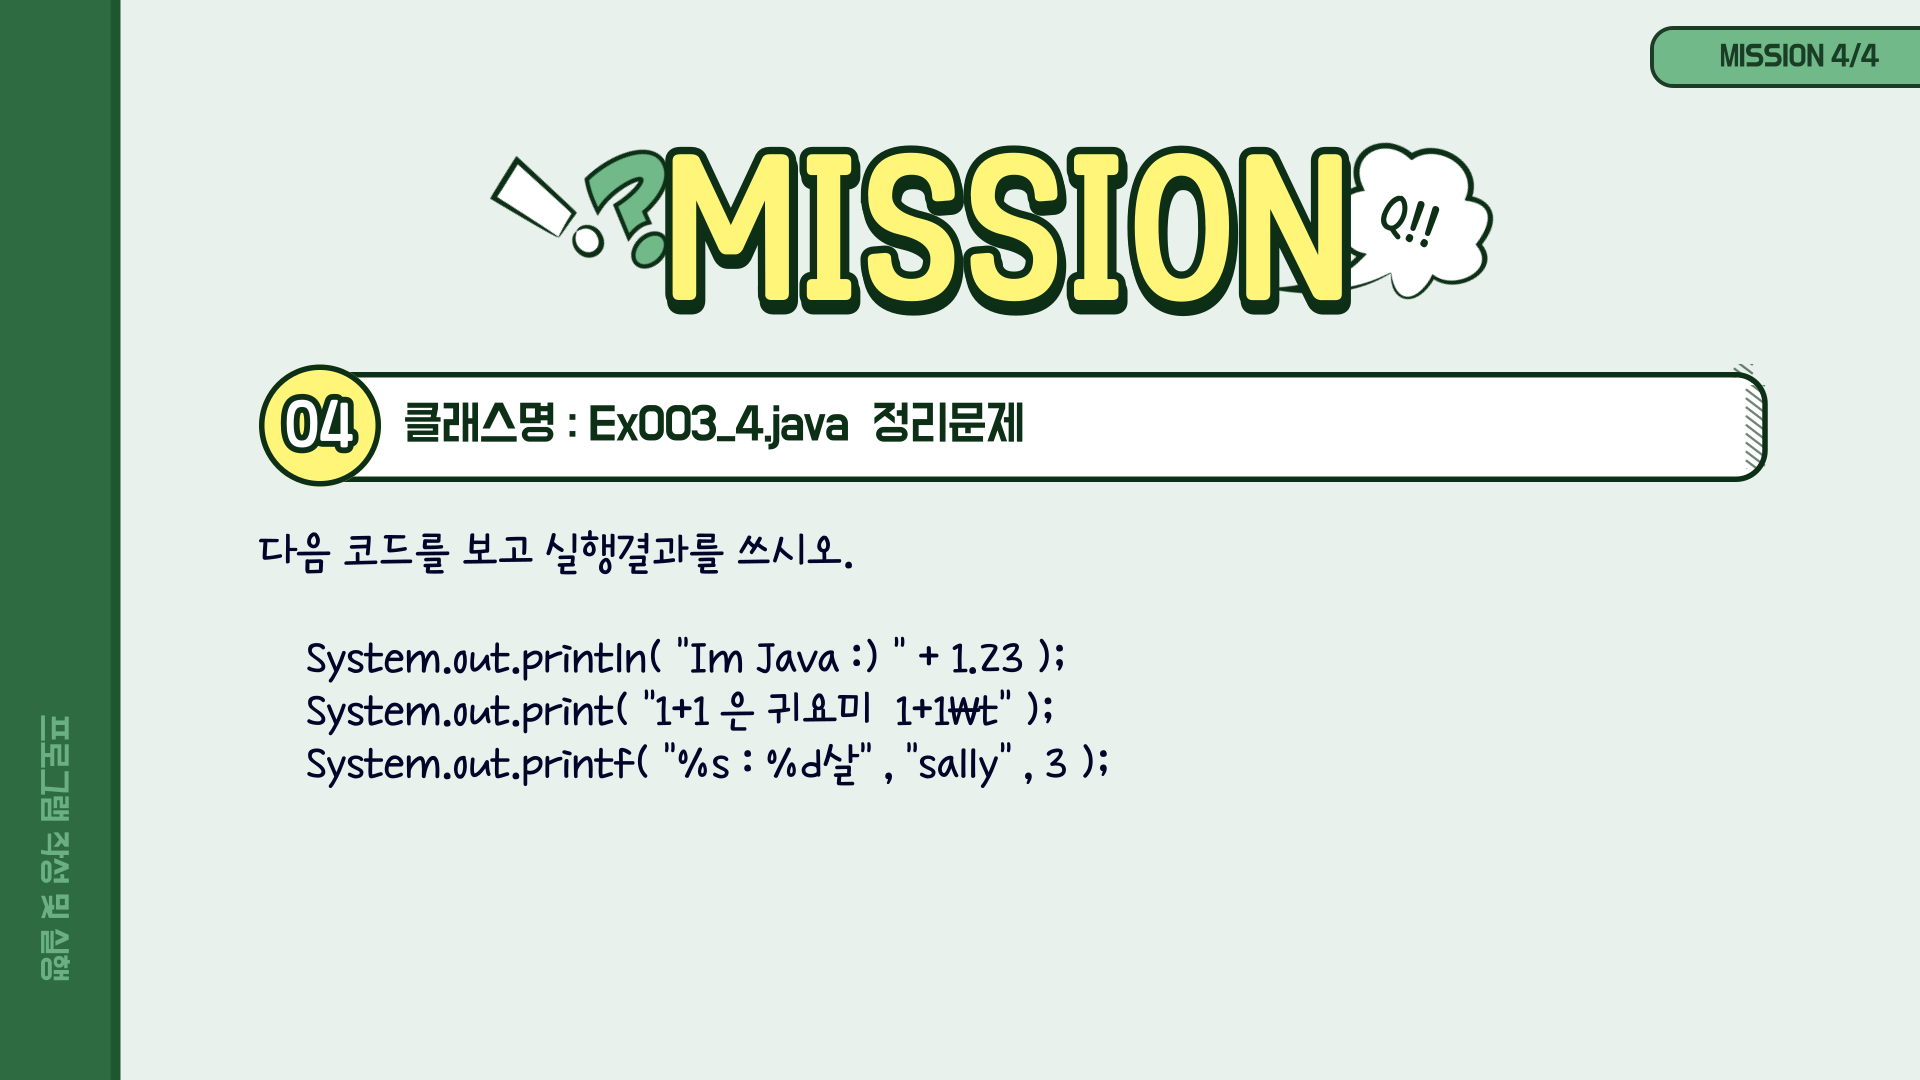 MISSION 4/4
MISSION
Q!!
04
클래스명 : Ex003_4.java 정리문제
다음 코드를 보고 실행결과를 쓰시오.
System.out.println( "Im Java :) " + 1.23 );
System.out.print( "1+1 은 귀요미  1+1₩t" );
System.out.printf( "%s : %d살" , "sally" , 3 );
프로그램 작성 및 실행